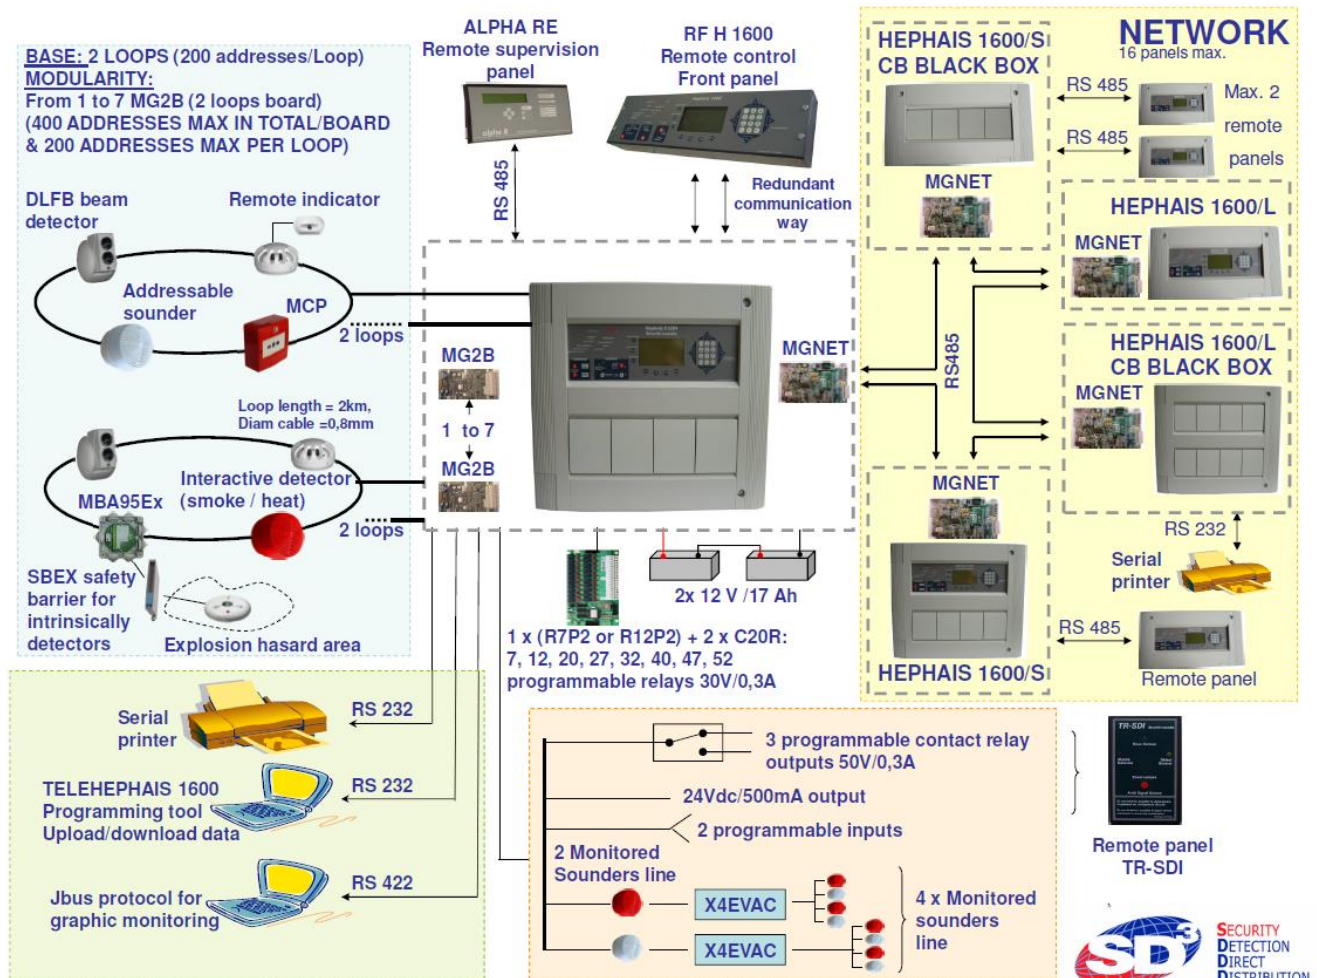 BASE: 2 LOOPS (200 addresses/Loop)
MODULARITY:
From 1 to 7 MG2B (2 loops board)
(400 ADDRESSES MAX IN TOTAL/BOARD
& 200 ADDRESSES MAX PER LOOP)
DLFB beam
detector
Remote indicator
Addressable
sounder
MCP
2 loops
Loop length = 2km,
Diam cable =0,8mm
Interactive detector
(smoke / heat)
MBA95Ex
2 loops
SBEX safety
barrier for
intrinsically
detectors
Explosion hasard area
ALPHA RE
Remote supervision
panel
alpha R
RS 485
RF H 1600
Remote control
Front panel
Redundant
communication
way
MG2B
1 to 7
MG2B
MGNET
2x 12 V /17 Ah
1 x (R7P2 or R12P2) + 2 x C20R:
7, 12, 20, 27, 32, 40, 47, 52
programmable relays 30V/0,3A
NETWORK
16 panels max.
HEPHAIS 1600/S
CB BLACK BOX
RS 485
RS 485
Max. 2
remote
panels
MGNET
HEPHAIS 1600/L
MGNET
RS485
HEPHAIS 1600/L
CB BLACK BOX
MGNET
MGNET
RS 232
Serial
printer
RS 485
HEPHAIS 1600/S
Remote panel
Serial
printer
RS 232
TELEHEPHAIS 1600
Programming tool
Upload/download data
RS 232
Jbus protocol for
graphic monitoring
RS 422
3 programmable contact relay
outputs 50V/0,3A
24Vdc/500mA output
2 programmable inputs
2 Monitored
Sounders line
X4EVAC
X4EVAC
4 x Monitored
sounders
line
TR-SDI
Remote panel
TR-SDI
SD3
SECURITY
DETECTION
DIRECT
DISTRIBUTION